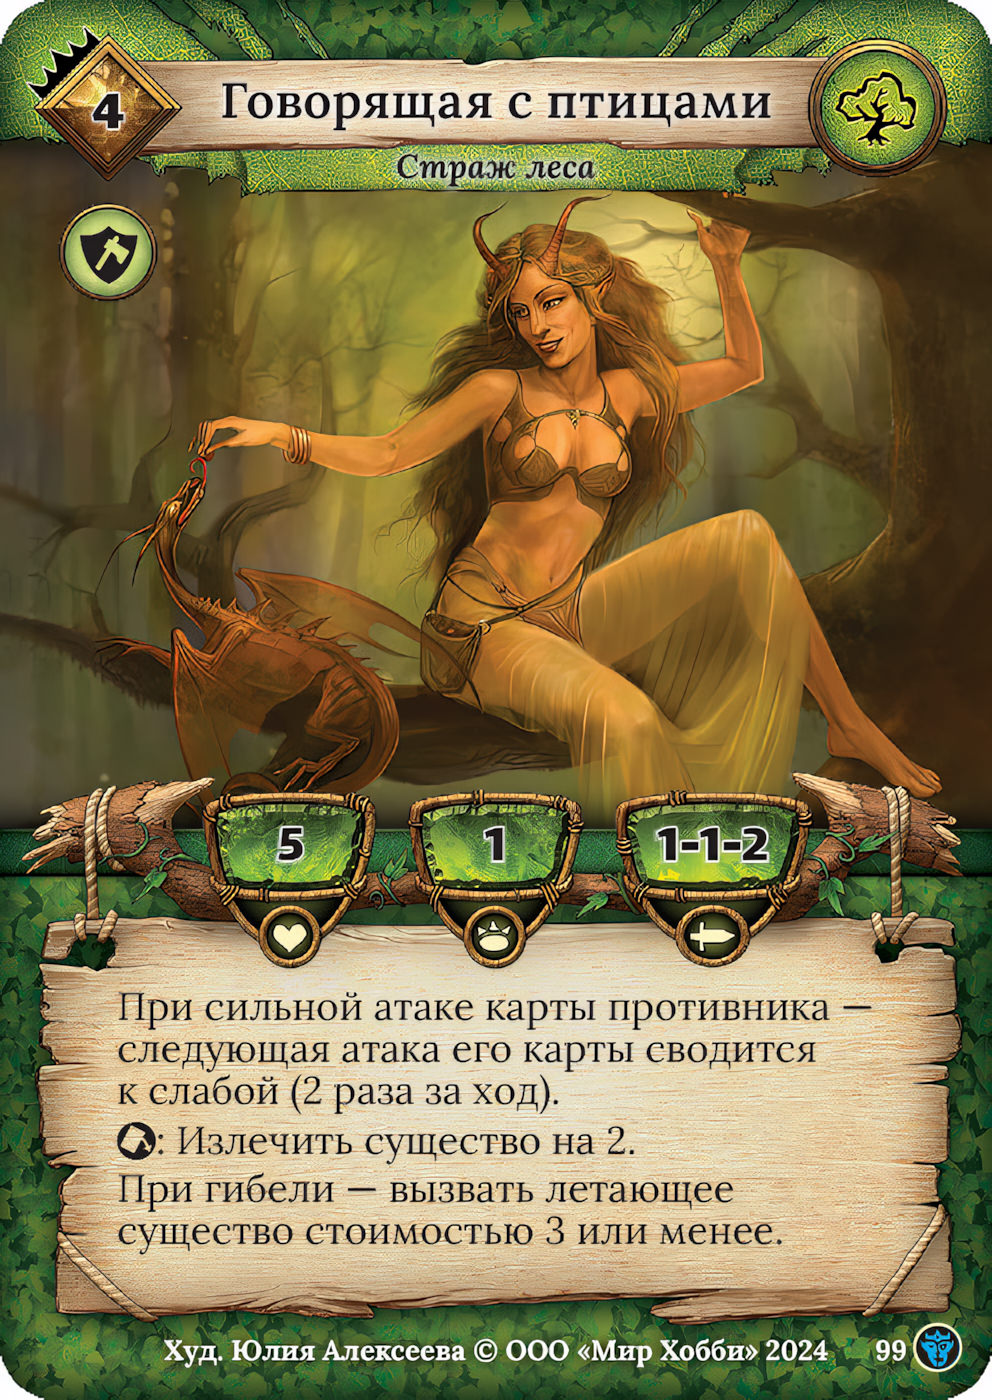 4
Говорящая с птицами
Страж леса
5
1
1-1-2
При сильной атаке карты противника —
следующая атака его карты сводится
к слабой (2 раза за ход).
: Излечить существо на 2.
При гибели — вызвать летающее
существо стоимостью 3 или менее.
Худ. Юлия Алексеева © ООО «Мир Хобби» 2024
99